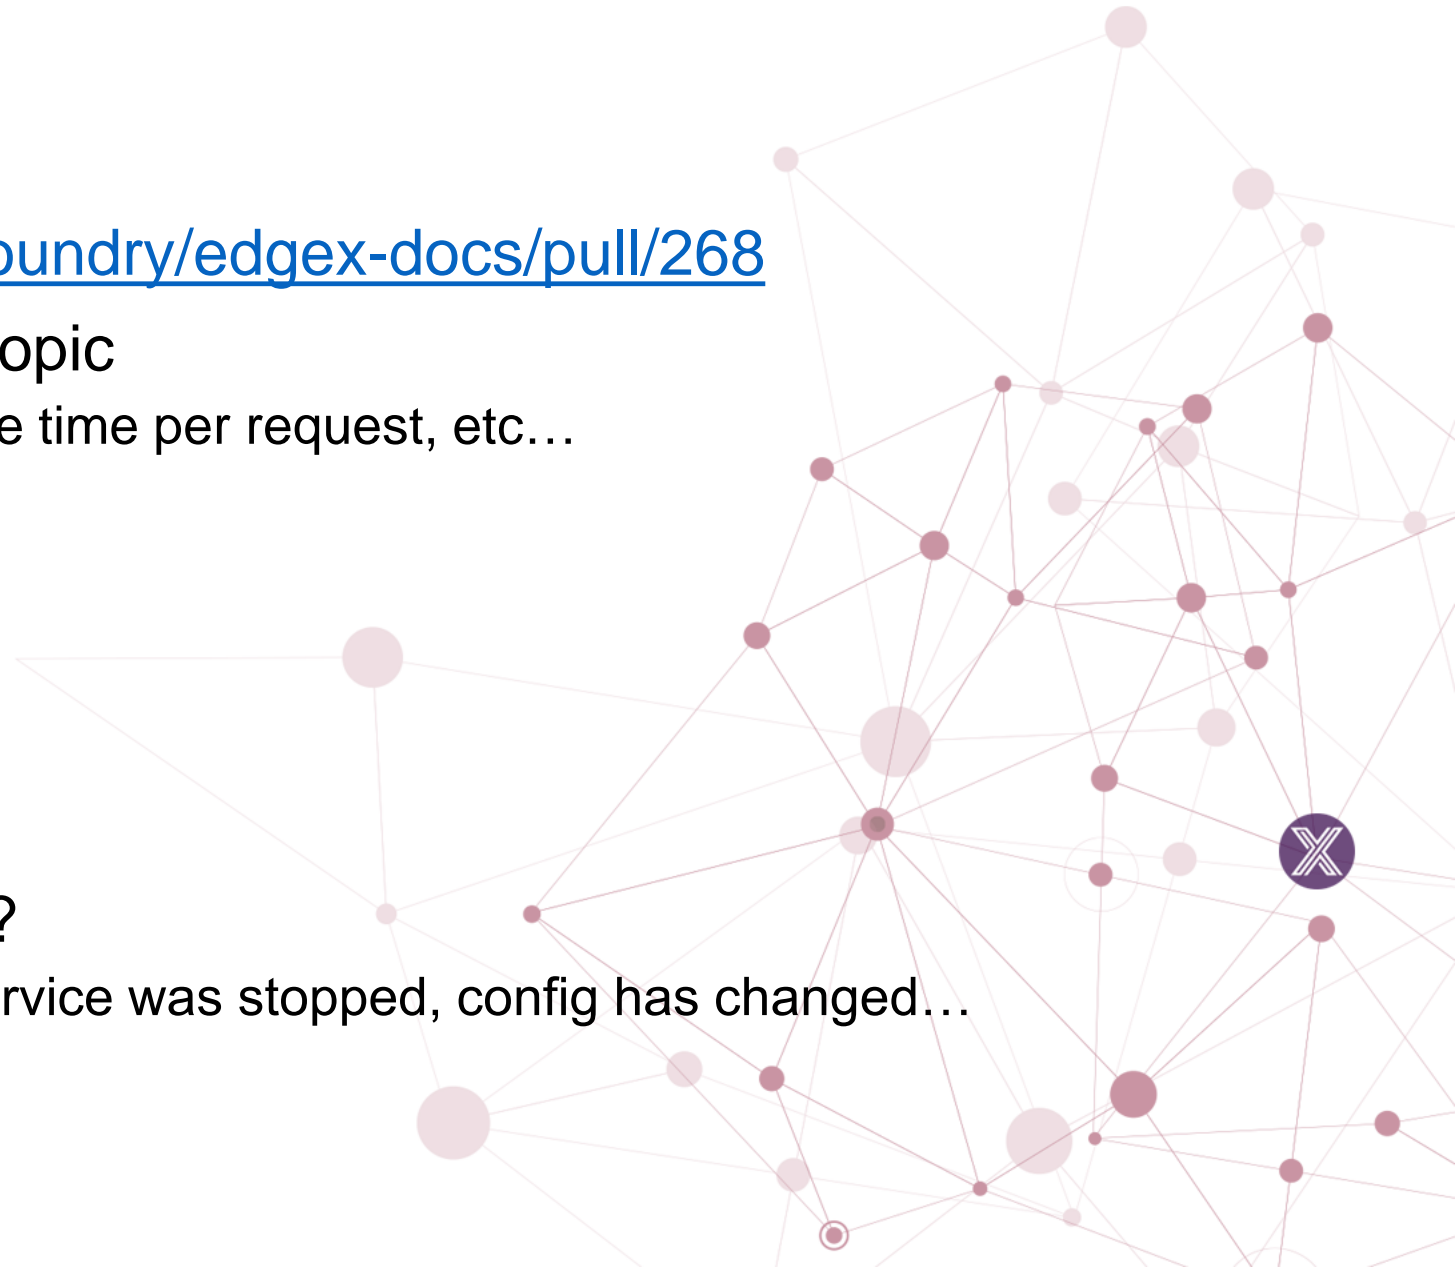 oundry/edgex-docs/pull/268
opic
e time per request, etc…
?
rvice was stopped, config has changed…